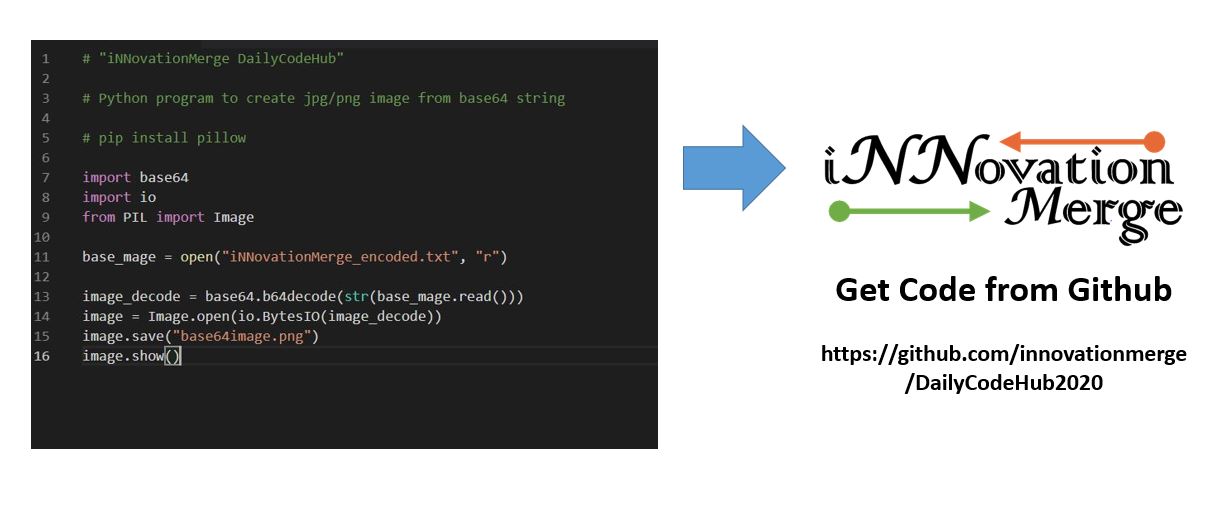 1 # "iNNovationMerge DailyCodeHub"
2
3 # Python program to create jpg/png image from base64 string
4
5 # pip install pillow
6
7 import base64
8 import io
9 from PIL import Image
10
11 base_mage = open("iNNovationMerge_encoded.txt", "r")
12
13 image_decode = base64.b64decode(str(base_mage.read()))
14 image = Image.open(io.BytesIO(image_decode))
15 image.save("base64image.png")
16 image.show()
iNNovation
Merge
Get Code from Github
https://github.com/innovationmerge
/DailyCodeHub2020